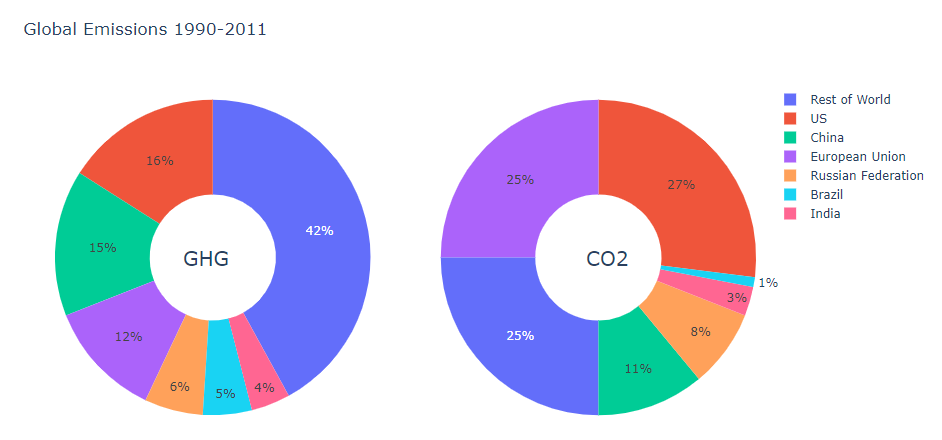 Global Emissions 1990-2011
16%
42%
15%
GHG
12%
6%
5%
4%
25%
27%
CO2
1%
3%
25%
8%
11%
Rest of World
US
China
European Union
Russian Federation
Brazil
India